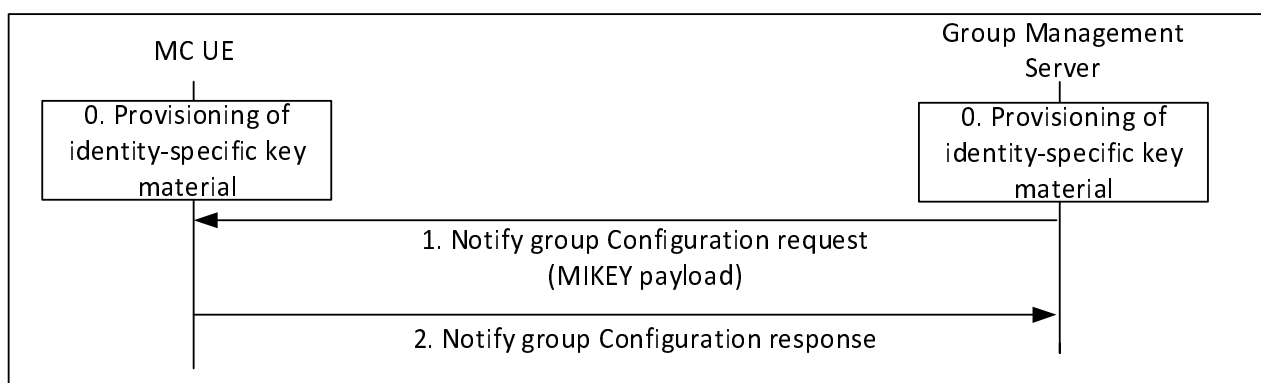 MC UE
Group Management
Server
0. Provisioning of
identity-specific key
material
0. Provisioning of
identity-specific key
material
1. Notify group Configuration request
(MIKEY payload)
2. Notify group Configuration response